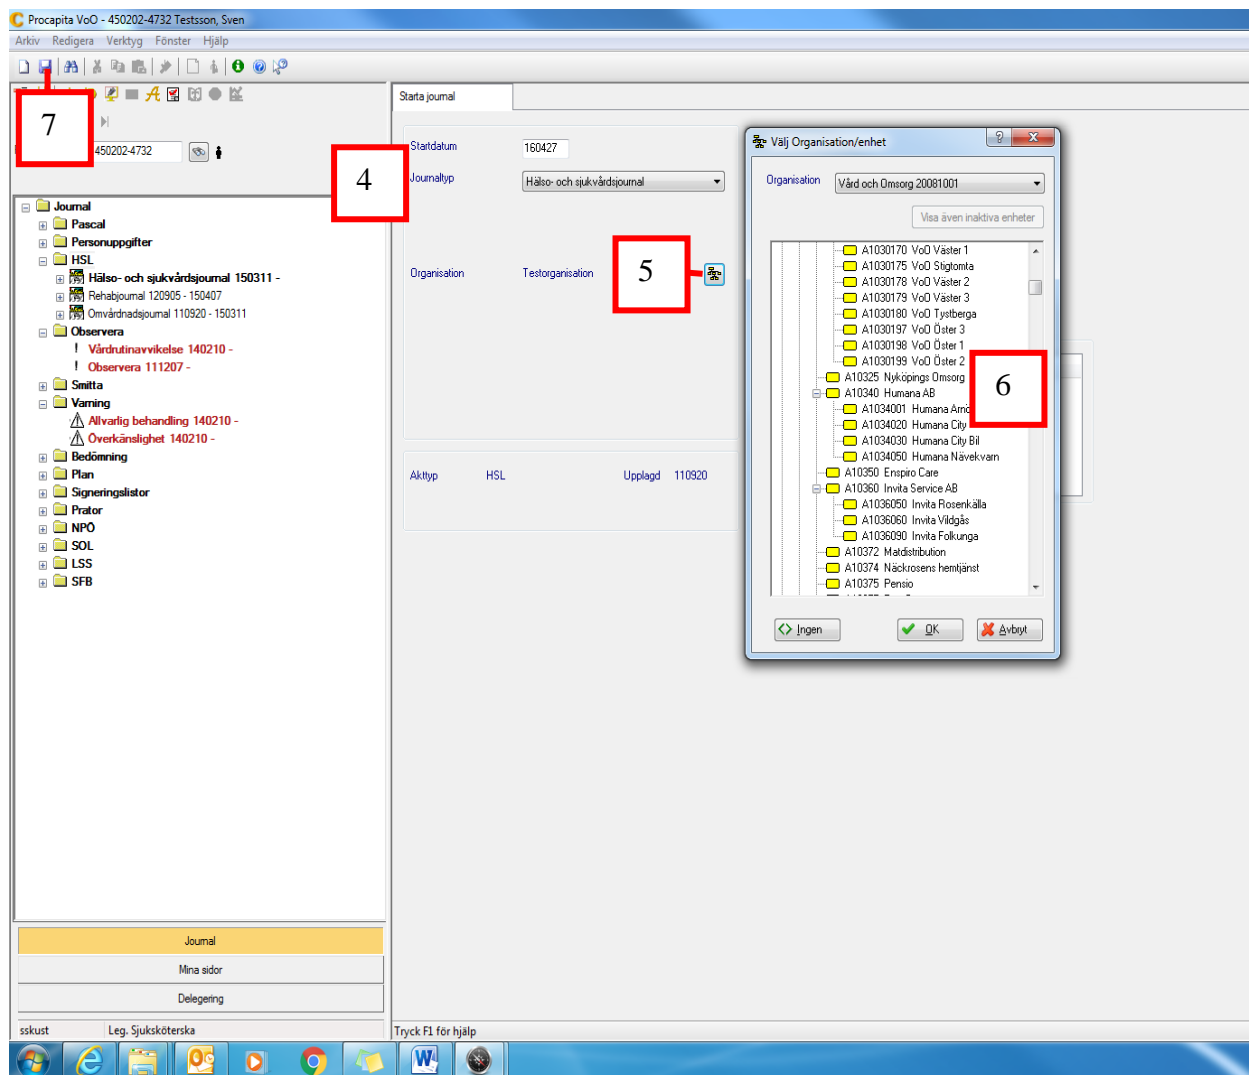 Procapita VoO - 450202-4732 Testsson, Sven
Arkiv Redigera Verktyg Fönster Hjälp
7
450202-4732
Journal
Pascal
Personuppgifter
HSL
Hälso- och sjukvårdsjournal 150311 -
Rehabjournal 120905 - 150407
Omvårdnadsjournal 110920 - 150311
Observera
! Vårdrutinavvikelse 140210 -
! Observera 111207 -
Smitta
Varning
Allvarlig behandling 140210 -
Överkänslighet 140210 -
Bedömning
Plan
Signeringslistor
Prator
NPÖ
SOL
LSS
SFB
Journal
Mina sidor
Delegering
sskust Leg. Sjuksköterska
Starta journal
4
Startdatum 160427
Journaltyp Hälso- och sjukvårdsjournal
Organisation Testorganisation
5
Akttyp HSL Upplagd 110920
Tryck F1 för hjälp
Välj Organisation/enhet
Organisation Vård och Omsorg 20081001
Visa även inaktiva enheter
A1030170 VoO Väster 1
A1030175 VoO Stigtomta
A1030178 VoO Väster 2
A1030179 VoO Väster 3
A1030180 VoO Tystberga
A1030197 VoO Öster 3
A1030198 VoO Öster 1
A1030199 VoO Öster 2
A10325 Nyköpings Omsorg
A10340 Humana AB
A1034001 Humana
A1034020 Humana City
A1034030 Humana City Bil
A1034050 Humana Nävekvarn
A10350 Enspiro Care
A10360 Invita Service AB
A1036050 Invita Rosenkälla
A1036060 Invita Vildgås
A1036090 Invita Folkunga
A10372 Matdistribution
A10374 Näckrosens hemtjänst
A10375 Pensio
6
Ingen OK Avbryt